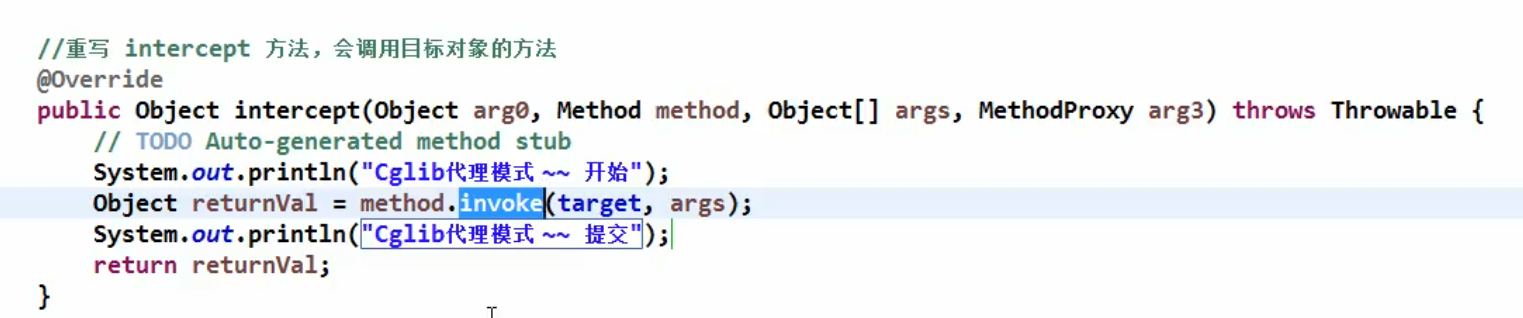 //重写 intercept 方法，会调用目标对象的方法
@Override
public Object intercept(Object arg0, Method method, Object[] args, MethodProxy arg3) throws Throwable {
// TODO Auto-generated method stub
System.out.println("Cglib代理模式 ~~ 开始");
Object returnVal = method.invoke(target, args);
System.out.println("Cglib代理模式 ~~ 提交");
return returnVal;
}